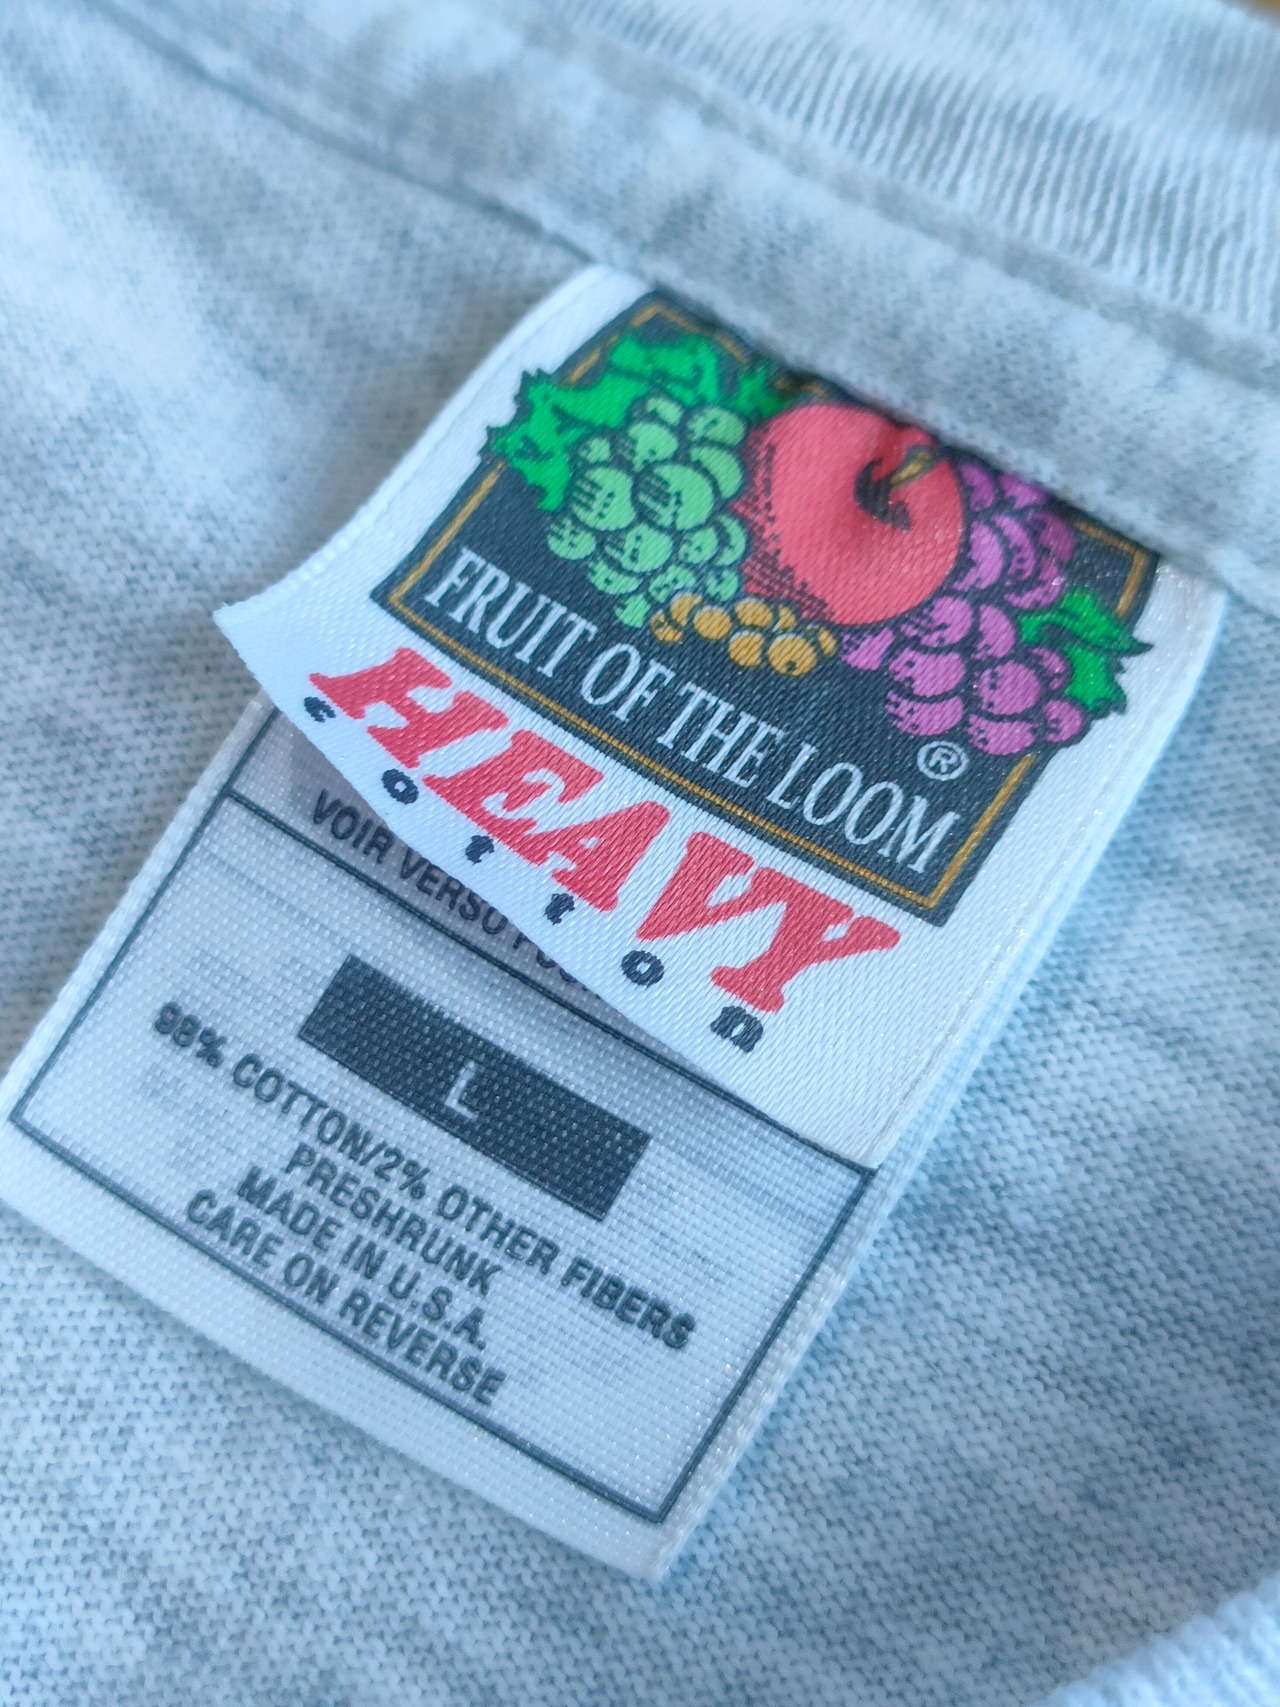 FRUIT OF THE LOOM
®
HEAVY
cotton
VOIR VERSO
L
98% COTTON/2% OTHER FIBERS
PRESHRUNK
MADE IN U.S.A.
CARE ON REVERSE